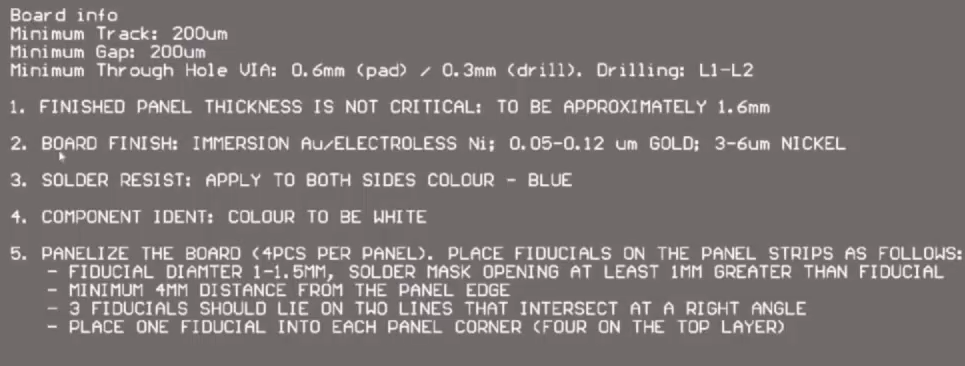 Board info
Minimum Track: 200um
Minimum Gap: 200um
Minimum Through Hole VIA: 0.6mm (pad) / 0.3mm (drill). Drilling: L1-L2
1. FINISHED PANEL THICKNESS IS NOT CRITICAL: TO BE APPROXIMATELY 1.6mm
2. BOARD FINISH: IMMERSION Au/ELECTROLESS Ni; 0.05-0.12 um GOLD; 3-6um NICKEL
3. SOLDER RESIST: APPLY TO BOTH SIDES COLOUR - BLUE
4. COMPONENT IDENT: COLOUR TO BE WHITE
5. PANELIZE THE BOARD (4PCS PER PANEL). PLACE FIDUCIALS ON THE PANEL STRIPS AS FOLLOWS:
- FIDUCIAL DIAMTER 1-1.5MM, SOLDER MASK OPENING AT LEAST 1MM GREATER THAN FIDUCIAL
- MINIMUM 4MM DISTANCE FROM THE PANEL EDGE
- 3 FIDUCIALS SHOULD LIE ON TWO LINES THAT INTERSECT AT A RIGHT ANGLE
- PLACE ONE FIDUCIAL INTO EACH PANEL CORNER (FOUR ON THE TOP LAYER)